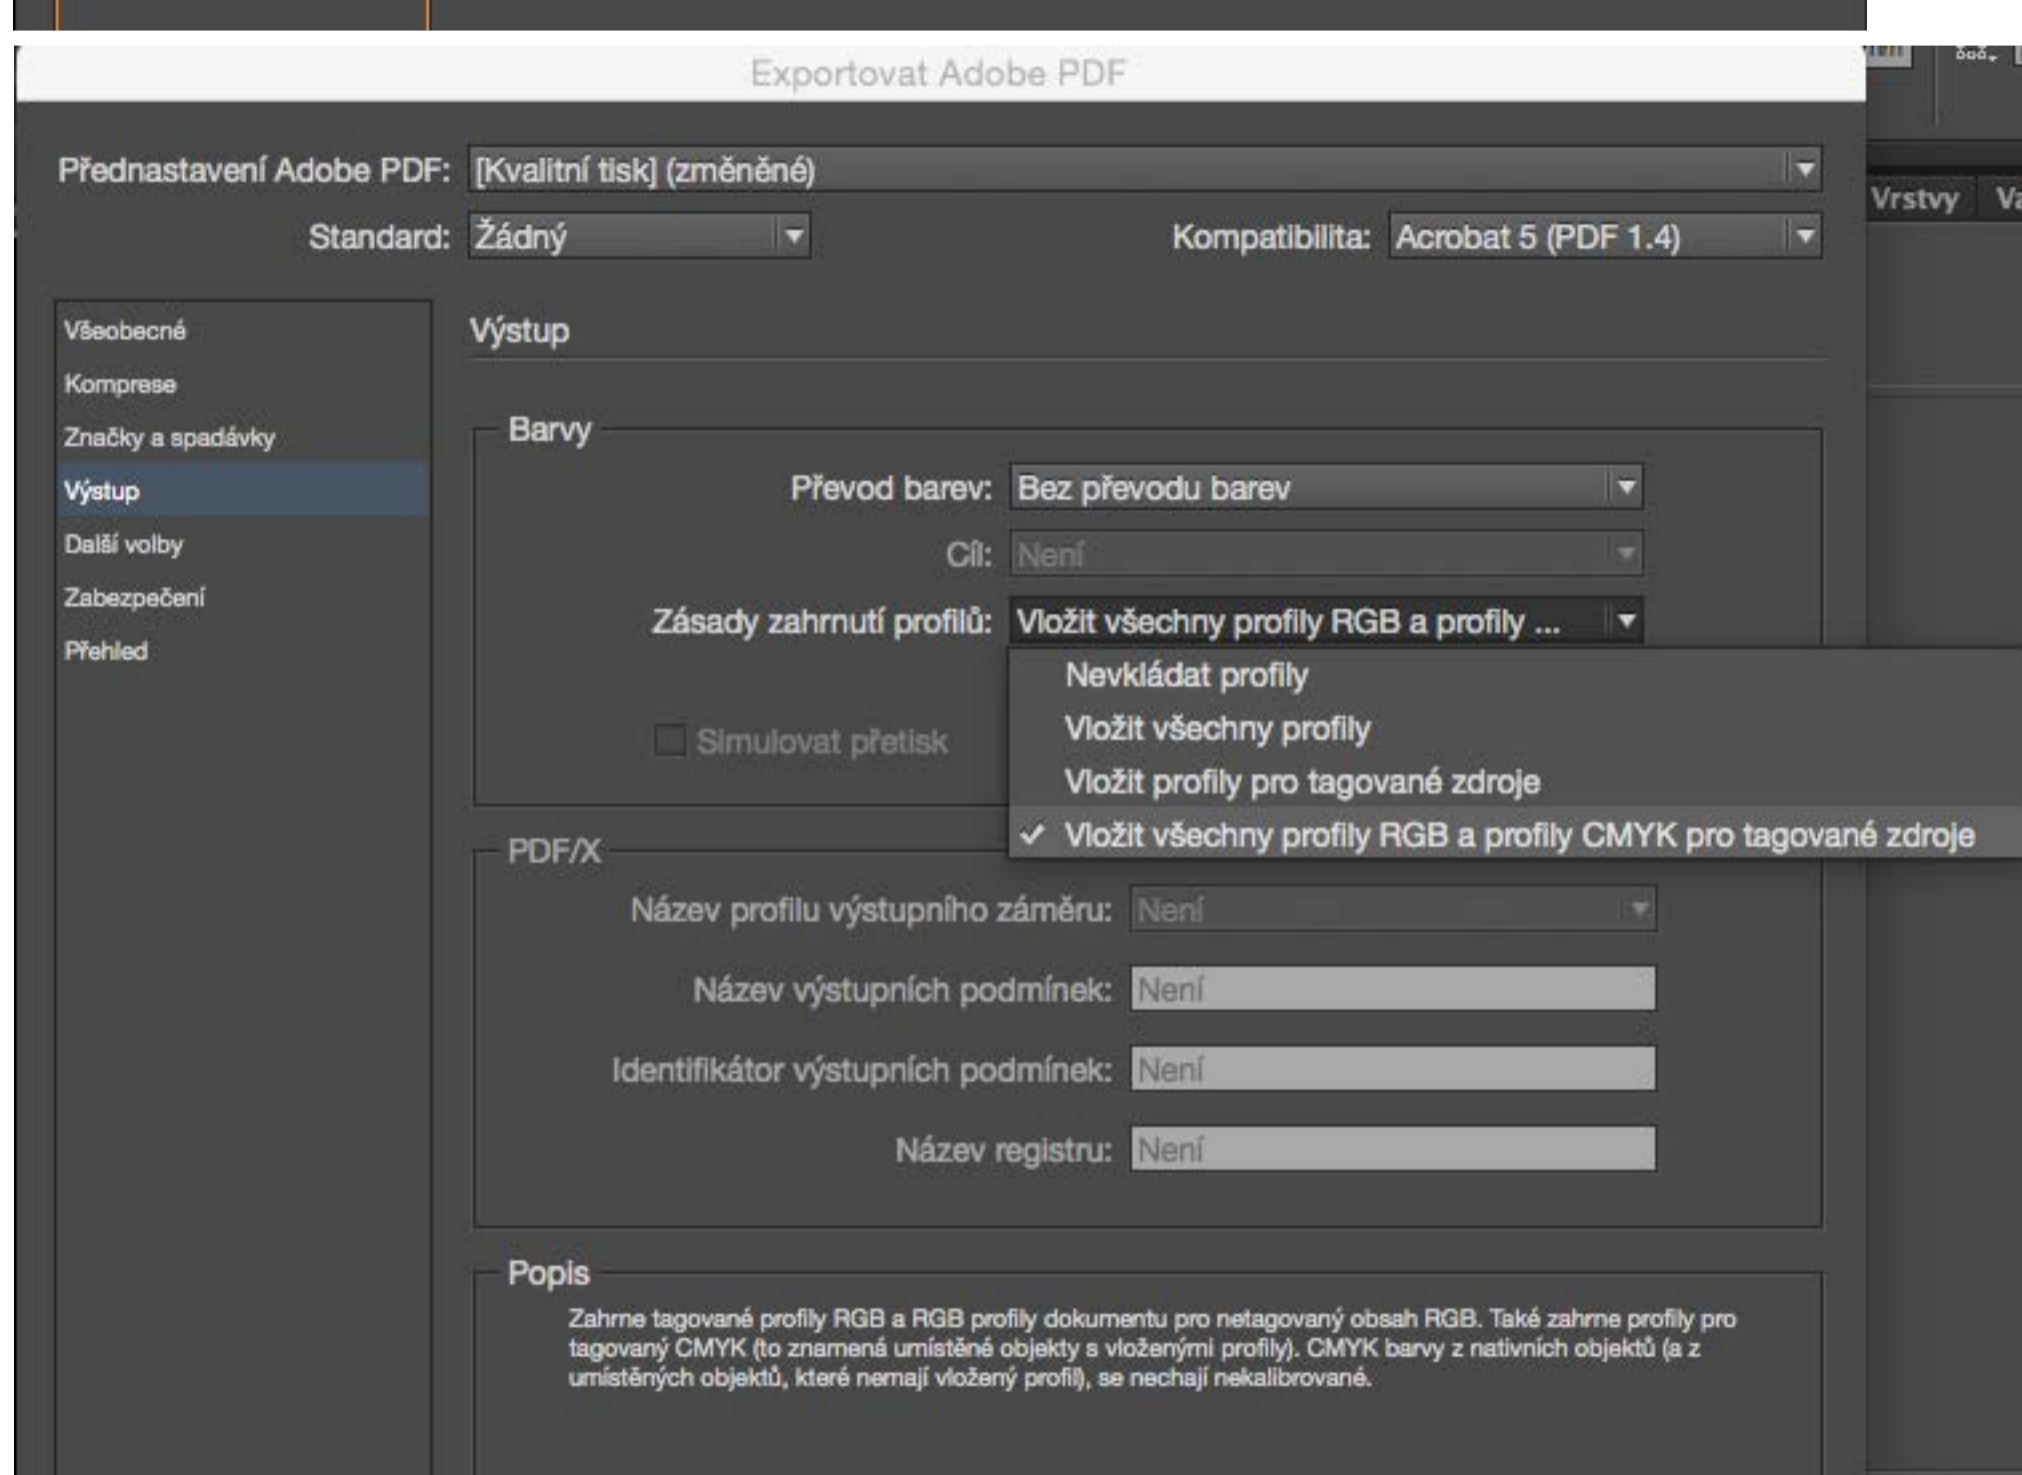 Exportovat Adobe PDF
Přednastavení Adobe PDF: [Kvalitní tisk] (změněné)
Standard: Žádný
Kompatibilita: Acrobat 5 (PDF 1.4)
Vrstvy
Všeobecné
Komprese
Značky a spadávky
Výstup
Další volby
Zabezpečení
Přehled
Výstup
Barvy
Převod barev: Bez převodu barev
Cíl: Není
Zásady zahrnutí profilů: Vložit všechny profily RGB a profily ...
Nevkládat profily
Vložit všechny profily
Vložit profily pro tagované zdroje
✓ Vložit všechny profily RGB a profily CMYK pro tagované zdroje
Simulovat přetisk
PDF/X
Název profilu výstupního záměru: Není
Název výstupních podmínek: Není
Identifikátor výstupních podmínek: Není
Název registru: Není
Popis
Zahrne tagované profily RGB a RGB profily dokumentu pro netagovaný obsah RGB. Také zahrne profily pro
tagovaný CMYK (to znamená umístěné objekty s vloženými profily). CMYK barvy z nativních objektů (a z
umístěných objektů, které nemají vložený profil), se nechají nekalibrované.